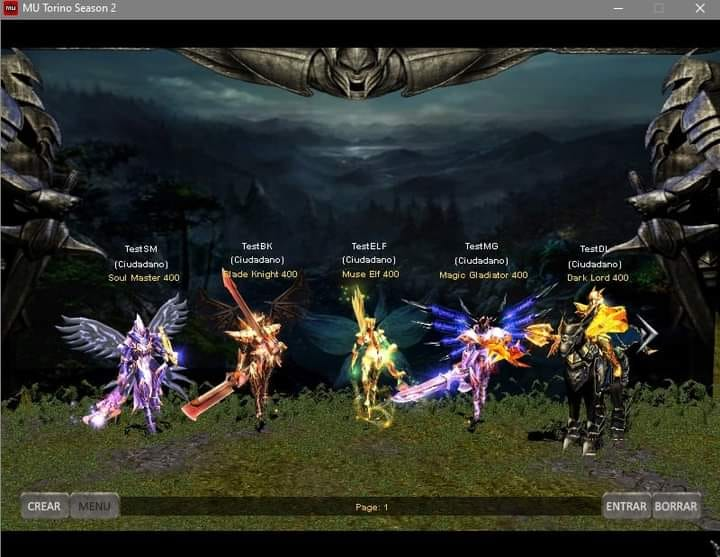 MU Torino Season 2
TestSM
(Ciudadano)
Soul Master 400
TestBK
(Ciudadano)
Blade Knight 400
TestELF
(Ciudadano)
Muse Elf 400
TestMG
(Ciudadano)
Magic Gladiator 400
TestDL
(Ciudadano)
Dark Lord 400
CREAR
MENU
Page: 1
ENTRAR
BORRAR